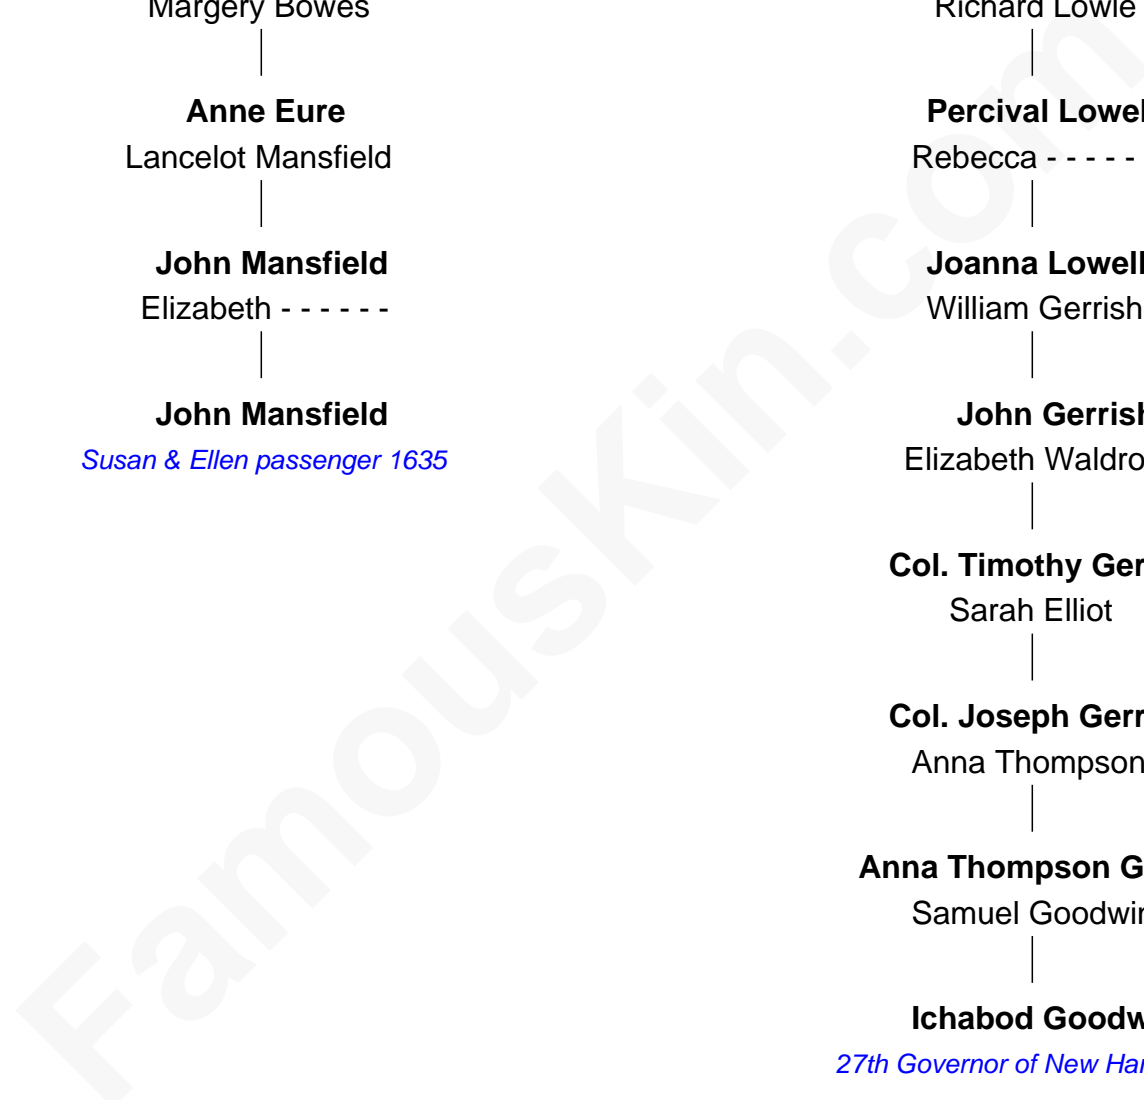 Margery Bowes
Anne Eure
Lancelot Mansfield
John Mansfield
Elizabeth - - - - - -
John Mansfield
Susan & Ellen passenger 1635
Richard Lowle
Percival Lowel
Rebecca - - - - -
Joanna Lowell
William Gerrish
John Gerrish
Elizabeth Waldro
Col. Timothy Ger
Sarah Elliot
Col. Joseph Gerr
Anna Thompson
Anna Thompson G
Samuel Goodwin
Ichabod Goodw
27th Governor of New Ha
FamousKin.com